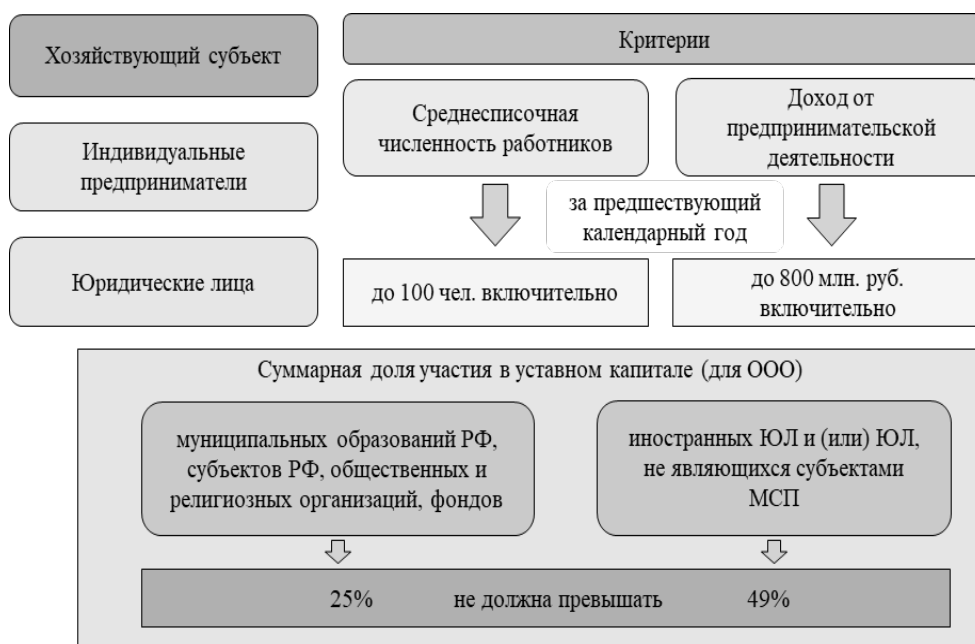 Хозяйствующий субъект
Критерии
Индивидуальные
предприниматели
Юридические лица
Среднесписочная
численность работников
Доход от
предпринимательской
деятельности
за предшествующий
календарный год
до 100 чел. включительно
до 800 млн. руб.
включительно
Суммарная доля участия в уставном капитале (для ООО)
муниципальных образований РФ,
субъектов РФ, общественных и
религиозных организаций, фондов
иностранных ЮЛ и (или) ЮЛ,
не являющихся субъектами
МСП
25% не должна превышать 49%